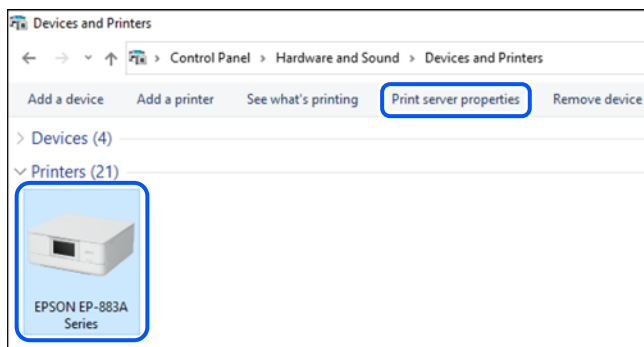 Devices and Printers
Control Panel > Hardware and Sound > Devices and Printers
Add a device Add a printer See what's printing Print server properties Remove device
Devices (4)
Printers (21)
EPSON EP-883A
Series